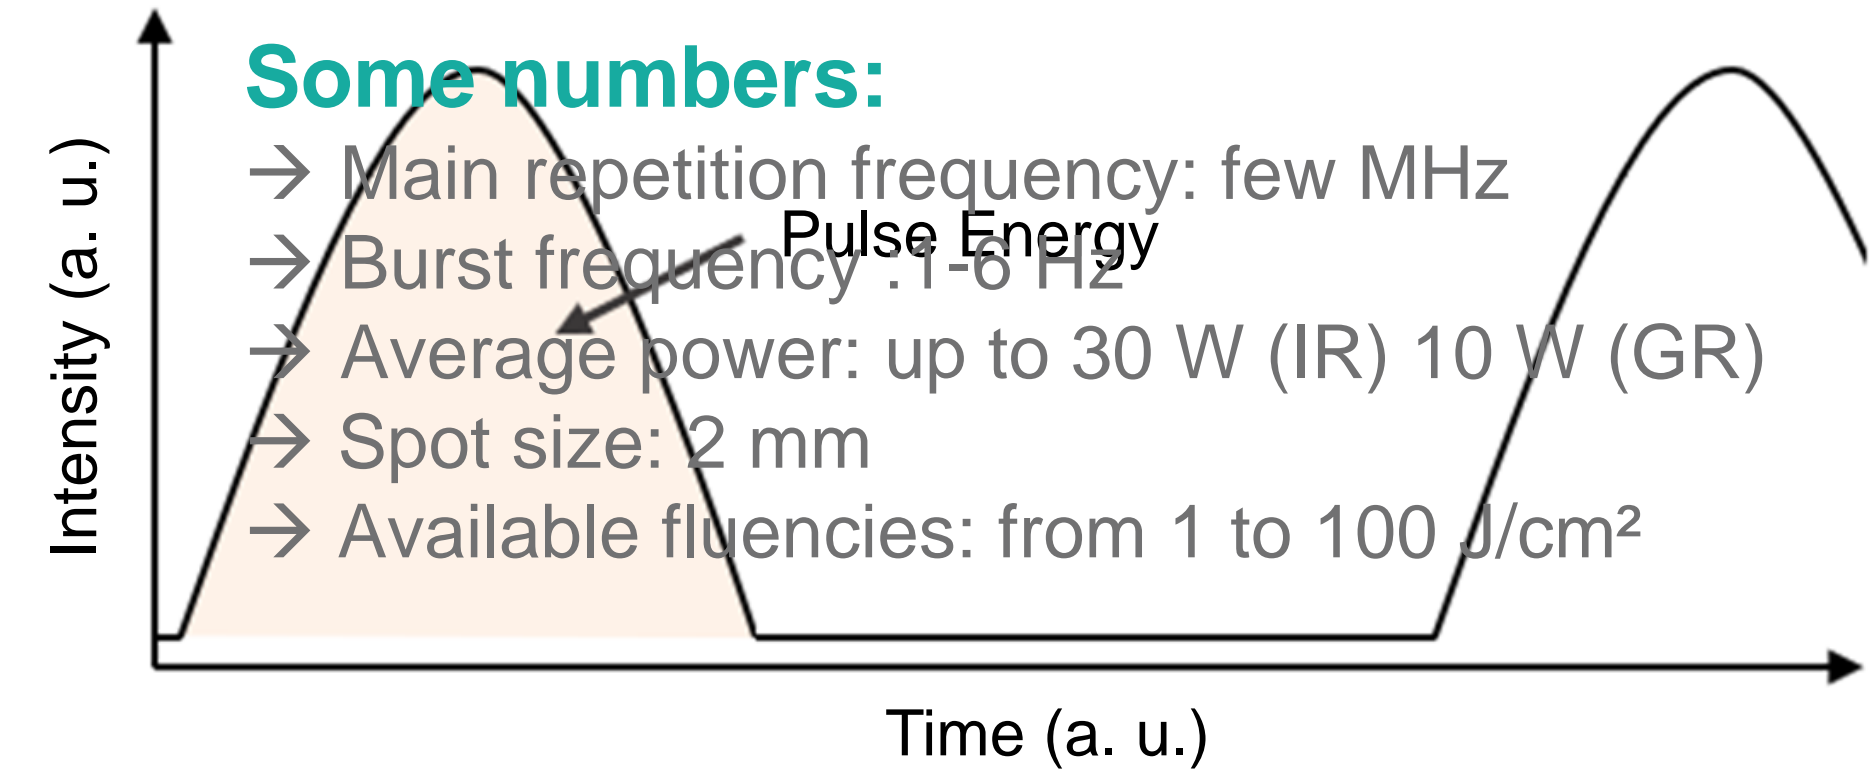 Some numbers:
→ Main repetition frequency: few MHz
Pulse Energy
→ Burst frequency :1-6 Hz
→ Average power: up to 30 W (IR) 10 W (GR)
→ Spot size: 2 mm
→ Available fluencies: from 1 to 100 J/cm²
Intensity (a. u.)
Time (a. u.)